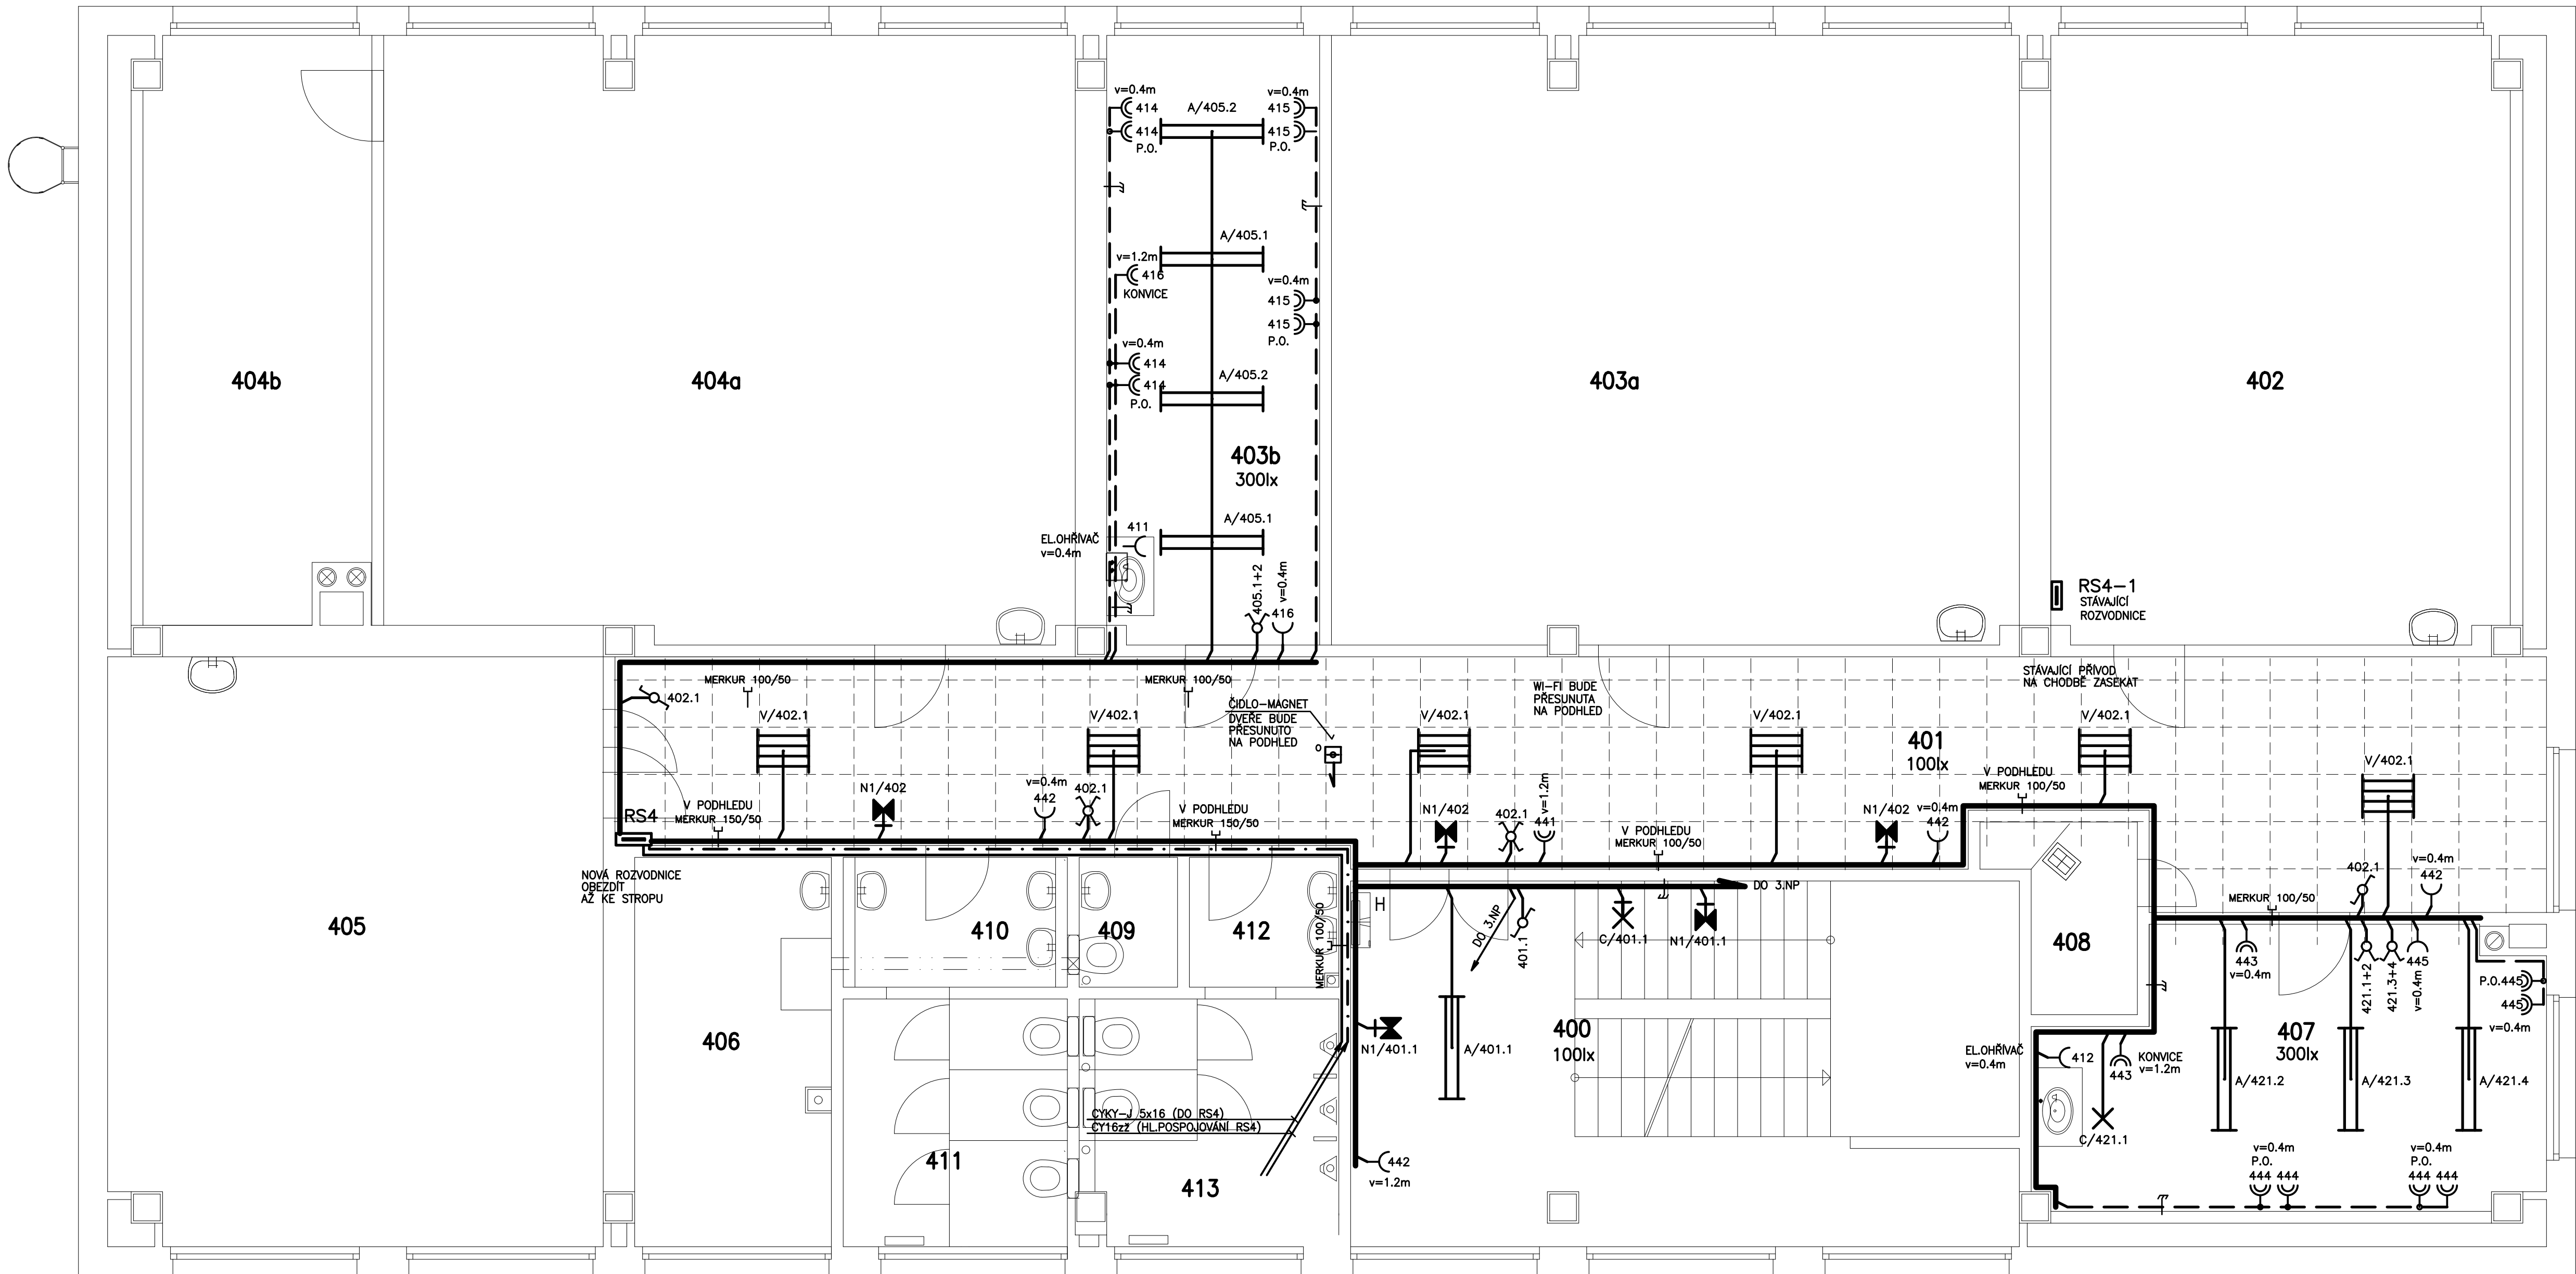 v=0.4m
414
A/405.2
v=0.4m
415
414
P.O.
415
P.O.
A/405.1
v=1.2m
416
KONVICE
v=0.4m
415
415
P.O.
v=0.4m
414
414
P.O.
A/405.2
404b
404a
403a
402
403b
300lx
A/405.1
411
EL.OHŘÍVAČ
v=0.4m
405.1+2
v=0.4m
416
RS4-1
STÁVAJÍCÍ
ROZVODNICE
MERKUR 100/50
402.1
MERKUR 100/50
WI-FI BUDE
PŘESUNUTA
NA PODHLED
STÁVAJÍCÍ PŘÍVOD
NA CHODBĚ ZASEKAT
ČIDLO-MAGNET
DVEŘE BUDE
PŘESUNUTO
NA PODHLED
V/402.1
V/402.1
V/402.1
V/402.1
V/402.1
V/402.1
401
100lx
V PODHLEDU
MERKUR 100/50
RS4
V PODHLEDU
MERKUR 150/50
N1/402
v=0.4m
442
402.1
V PODHLEDU
MERKUR 150/50
N1/402
402.1
441
v=1.2m
V PODHLEDU
MERKUR 100/50
N1/402
v=0.4m
442
NOVÁ ROZVODNICE
OBEZDÍT
AŽ KE STROPU
402.1
v=0.4m
442
MERKUR 100/50
DO 3.NP
H
DO 3.NP
401.1
C/401.1
N1/401.1
405
410
409
412
MERKUR 100/50
408
443
v=0.4m
421.1+2
421.3+4
445
v=0.4m
P.O.445
445
v=0.4m
406
N1/401.1
A/401.1
400
100lx
407
300lx
EL.OHŘÍVAČ
v=0.4m
412
443
KONVICE
v=1.2m
A/421.2
A/421.3
A/421.4
C/421.1
CYKY-J 5x16 (DO RS4)
CY16zž (HL.POSPOJOVÁNÍ RS4)
411
413
442
v=1.2m
v=0.4m
P.O.
444
444
v=0.4m
P.O.
444
444